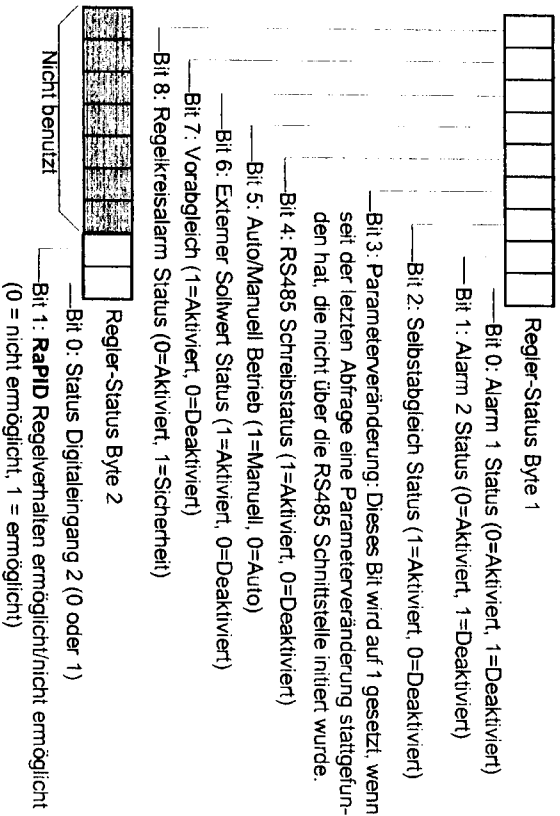 Regler-Status Byte 1
Bit 0: Alarm 1 Status (0=Aktiviert, 1=Deaktiviert)
Bit 1: Alarm 2 Status (0=Aktiviert, 1=Deaktiviert)
Bit 2: Selbstabgleich Status (1=Aktiviert, 0=Deaktiviert)
Bit 3: Parameterveränderung: Dieses Bit wird auf 1 gesetzt, wenn
seit der letzten Abfrage eine Parameterveränderung stattgefun-
den hat, die nicht über die RS485 Schnittstelle initiiert wurde.
Bit 4: RS485 Schreibstatus (1=Aktiviert, 0=Deaktiviert)
Bit 5: Auto/Manuell Betrieb (1=Manuell, 0=Auto)
Bit 6: Externer Sollwert Status (1=Aktiviert, 0=Deaktiviert)
Bit 7: Vorabgleich (1=Aktiviert, 0=Deaktiviert)
Bit 8: Regelkreisalarm Status (0=Aktiviert, 1=Sicherheit)
Regler-Status Byte 2
Nicht benutzt
Bit 0: Status Digitaleingang 2 (0 oder 1)
Bit 1: RaPID Regelverhalten ermöglicht/nicht ermöglicht
(0 = nicht ermöglicht, 1 = ermöglicht)